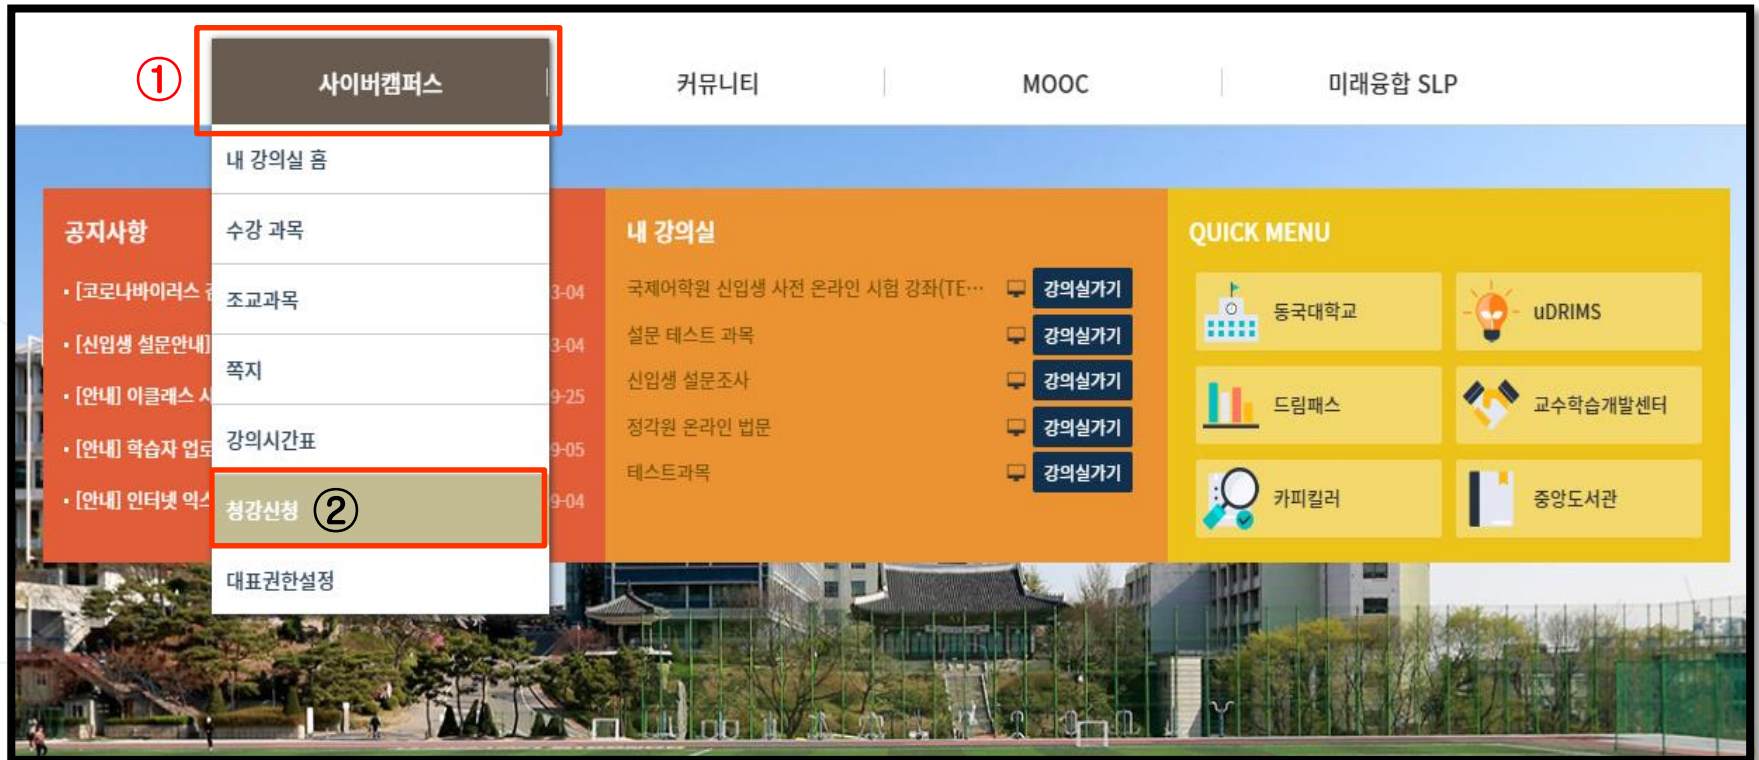 ① 사이버캠퍼스 커뮤니티 MOOC 미래융합 SLP
내 강의실 홈
수강 과목
조교과목
쪽지
강의시간표
청강신청 ②
대표권한설정
공지사항
• [코로나바이러스 3-04
• [신입생 설문안내] 3-04
• [안내] 이클래스 9-25
• [안내] 학습자 업로 9-05
• [안내] 인터넷 익스 9-04
내 강의실
국제어학원 신입생 사전 온라인 시험 강좌(TE… 강의실가기
설문 테스트 과목 강의실가기
신입생 설문조사 강의실가기
정각원 온라인 법문 강의실가기
테스트과목 강의실가기
QUICK MENU
동국대학교 uDRIMS
드림패스 교수학습개발센터
카피킬러 중앙도서관